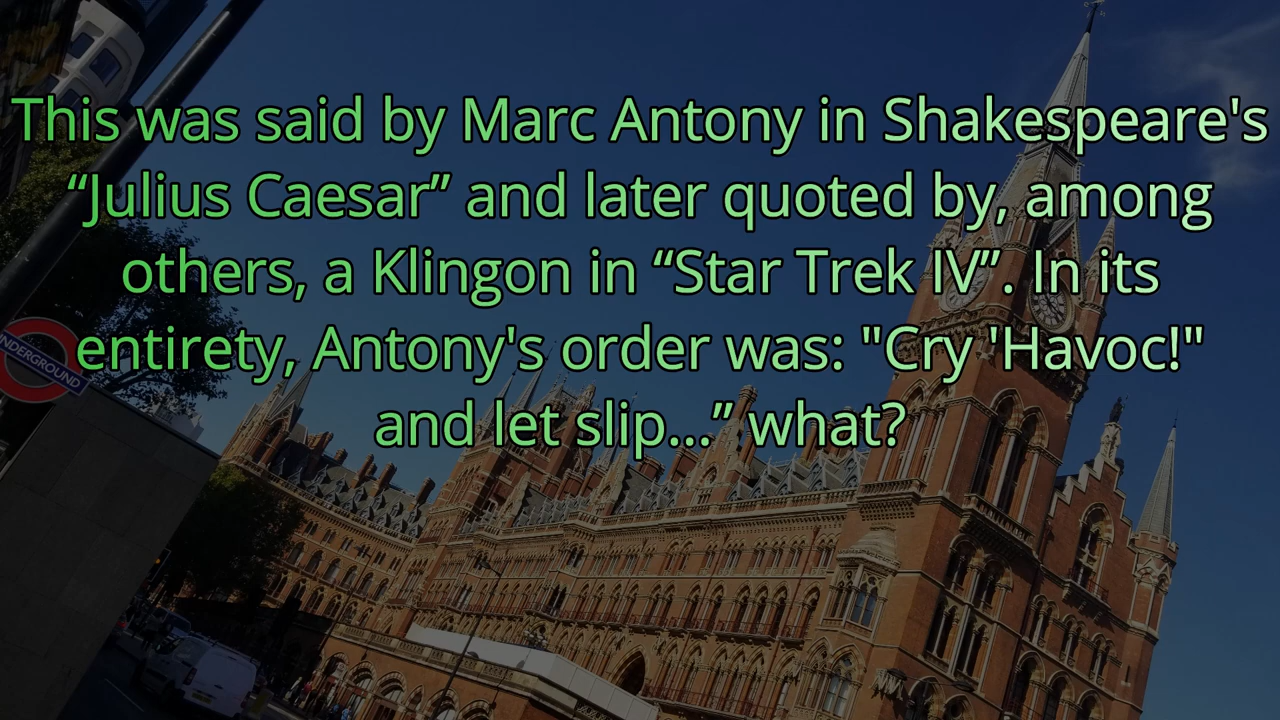 This was said by Marc Antony in Shakespeare's
“Julius Caesar” and later quoted by, among
others, a Klingon in “Star Trek IV”. In its
entirety, Antony's order was: "Cry 'Havoc!"
and let slip...” what?
UNDERGROUND